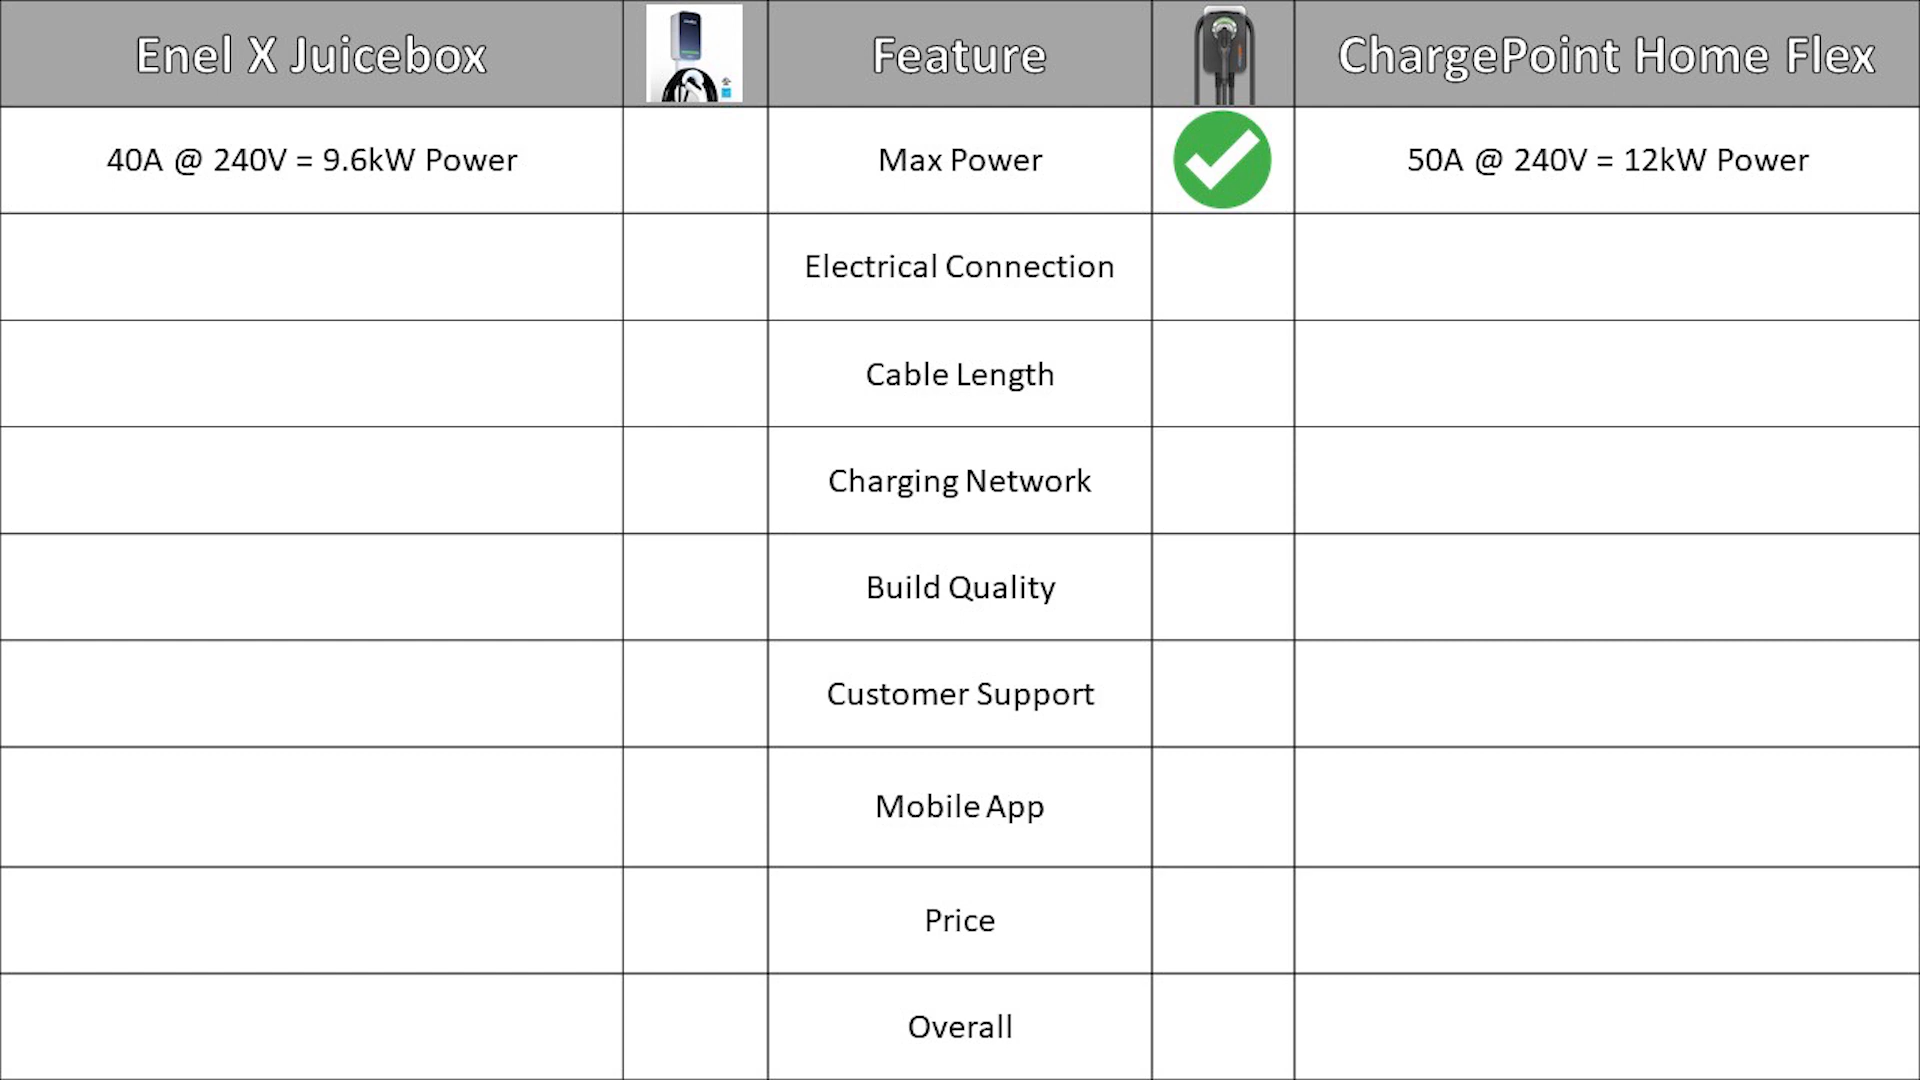 Enel X Juicebox
Feature
ChargePoint Home Flex
40A @ 240V = 9.6kW Power
Max Power
50A @ 240V = 12kW Power
Electrical Connection
Cable Length
Charging Network
Build Quality
Customer Support
Mobile App
Price
Overall